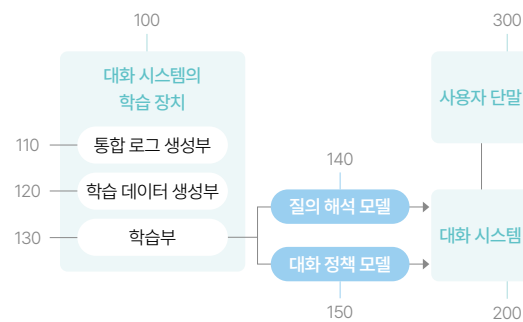 100
300
대화 시스템의
학습 장치
사용자 단말
110
통합 로그 생성부
120
학습 데이터 생성부
130
학습부
140
질의 해석 모델
대화 정책 모델
150
대화 시스템
200